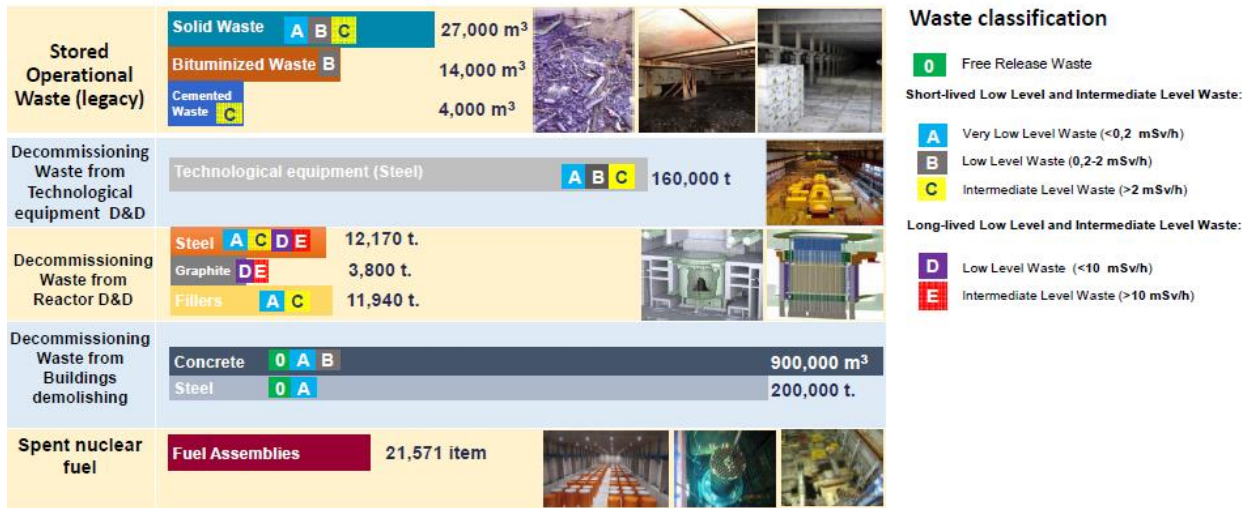 Stored
Operational
Waste (legacy)
Solid Waste A B C 27,000 m³
Bituminized Waste B 14,000 m³
Cemented
Waste C 4,000 m³
Decommissioning
Waste from
Technological
equipment D&D
Technological equipment (Steel) A B C 160,000 t
Decommissioning
Waste from
Reactor D&D
Steel A C D E 12,170 t.
Graphite D E 3,800 t.
Fillers A C 11,940 t.
Decommissioning
Waste from
Buildings
demolishing
Concrete 0 A B 900,000 m³
Steel 0 A 200,000 t.
Spent nuclear
fuel
Fuel Assemblies 21,571 item
Waste classification
0 Free Release Waste
Short-lived Low Level and Intermediate Level Waste:
A Very Low Level Waste (<0,2 mSv/h)
B Low Level Waste (0,2-2 mSv/h)
C Intermediate Level Waste (>2 mSv/h)
Long-lived Low Level and Intermediate Level Waste:
D Low Level Waste (<10 mSv/h)
E Intermediate Level Waste (>10 mSv/h)